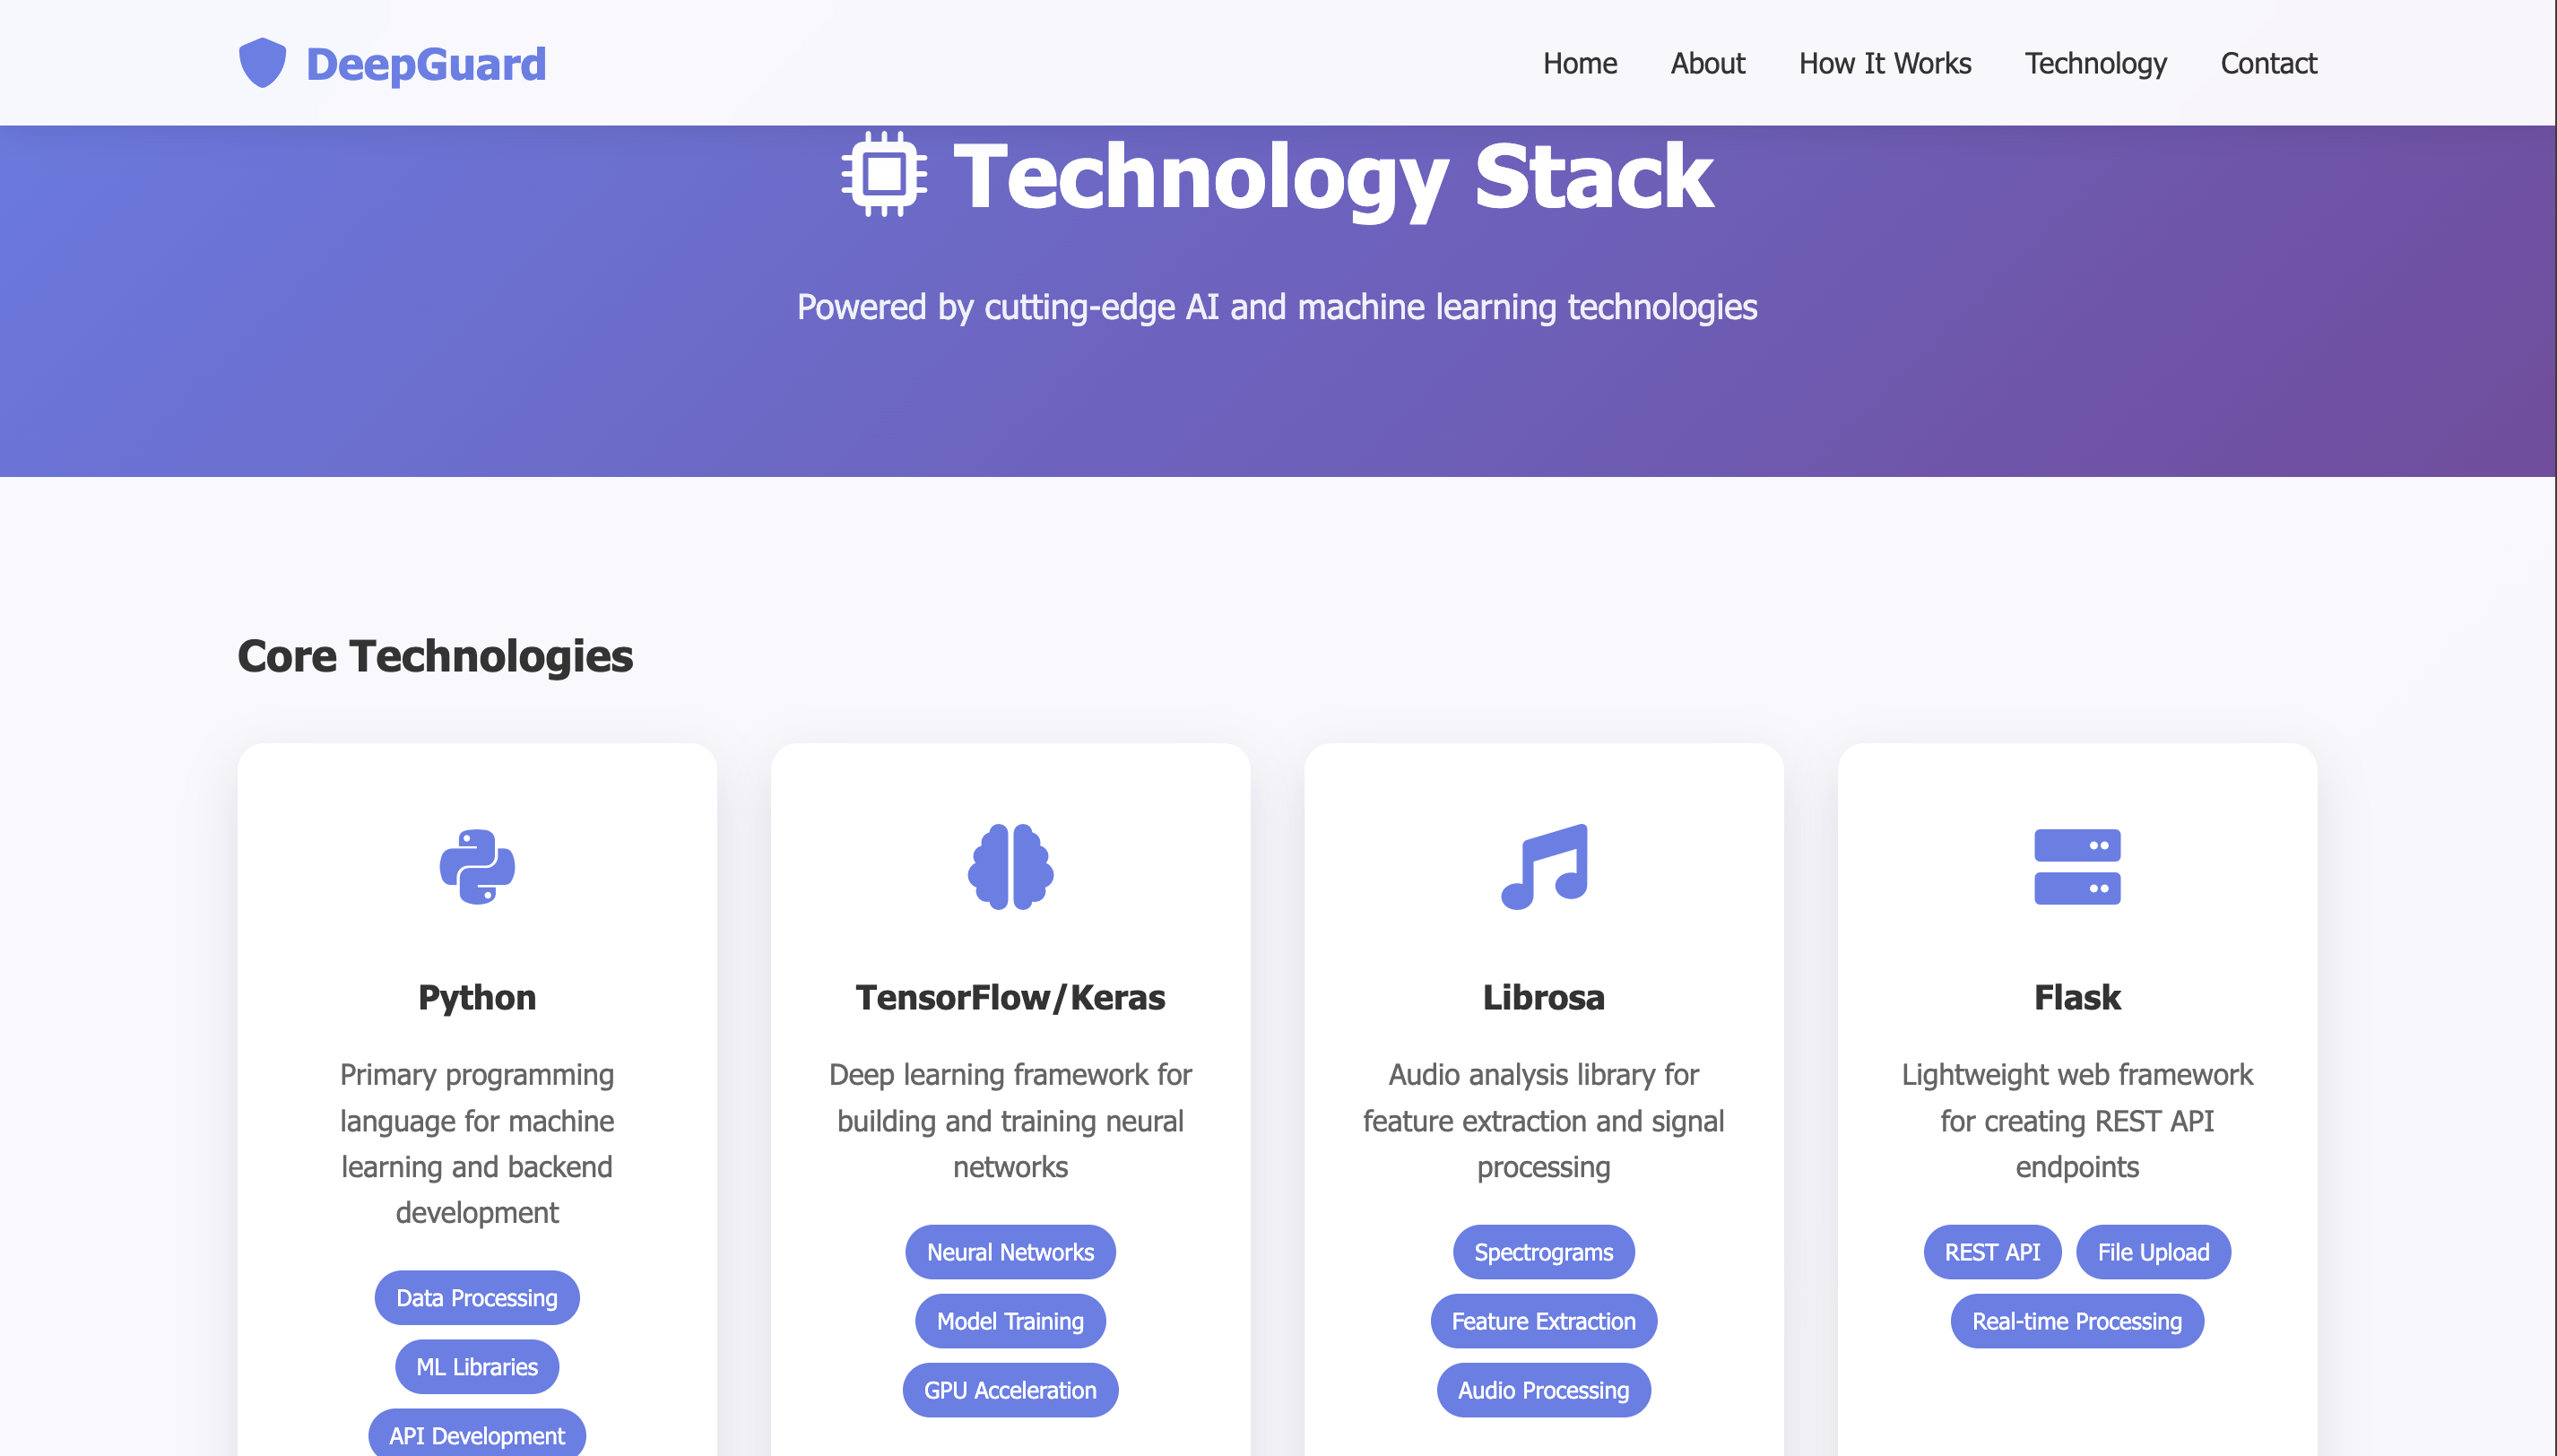 DeepGuard
Home
About
How It Works
Technology
Contact
Technology Stack
Powered by cutting-edge AI and machine learning technologies
Core Technologies
Python
Primary programming
language for machine
learning and backend
development
Data Processing
ML Libraries
API Development
TensorFlow/Keras
Deep learning framework for
building and training neural
networks
Neural Networks
Model Training
GPU Acceleration
Librosa
Audio analysis library for
feature extraction and signal
processing
Spectrograms
Feature Extraction
Audio Processing
Flask
Lightweight web framework
for creating REST API
endpoints
REST API
File Upload
Real-time Processing